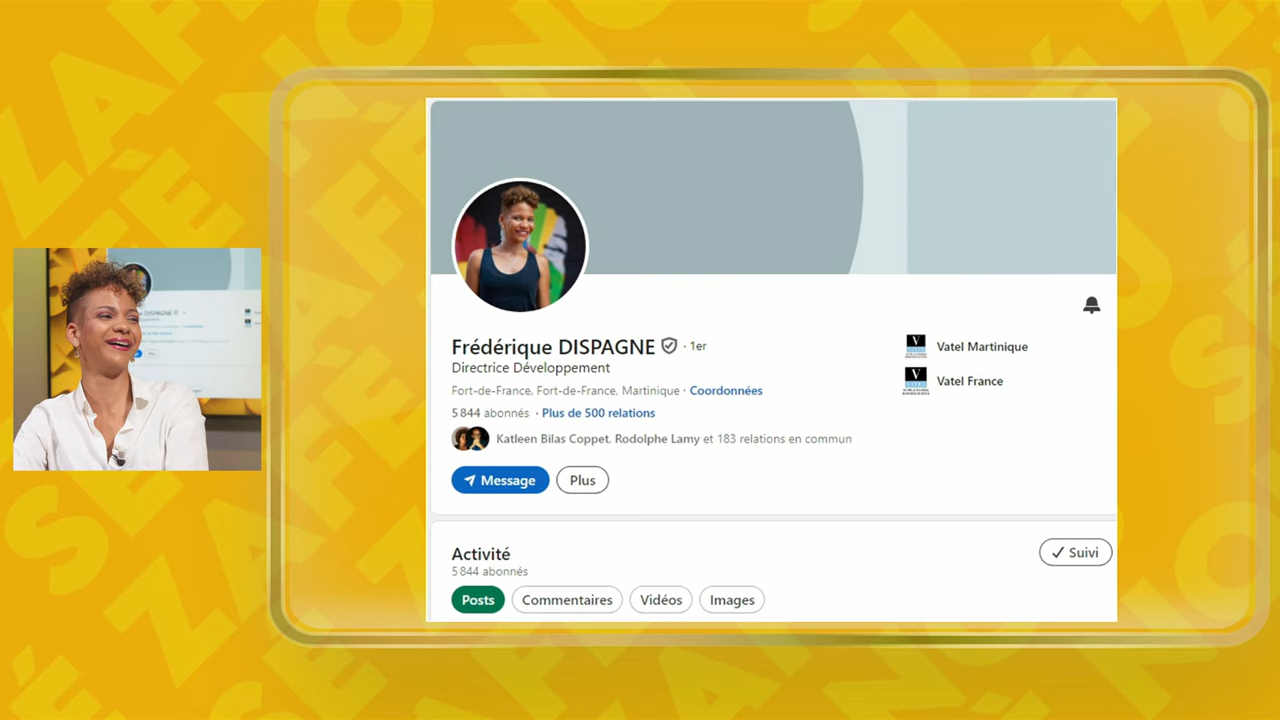 Frédérique DISPAGNE · 1er
Directrice Développement
Fort-de-France, Fort-de-France, Martinique · Coordonnées
5 844 abonnés · Plus de 500 relations
Katleen Bilas Coppet, Rodolphe Lamy et 183 relations en commun
Message
Plus
Vatel Martinique
Vatel France
Activité
5 844 abonnés
Suivi
Posts
Commentaires
Vidéos
Images